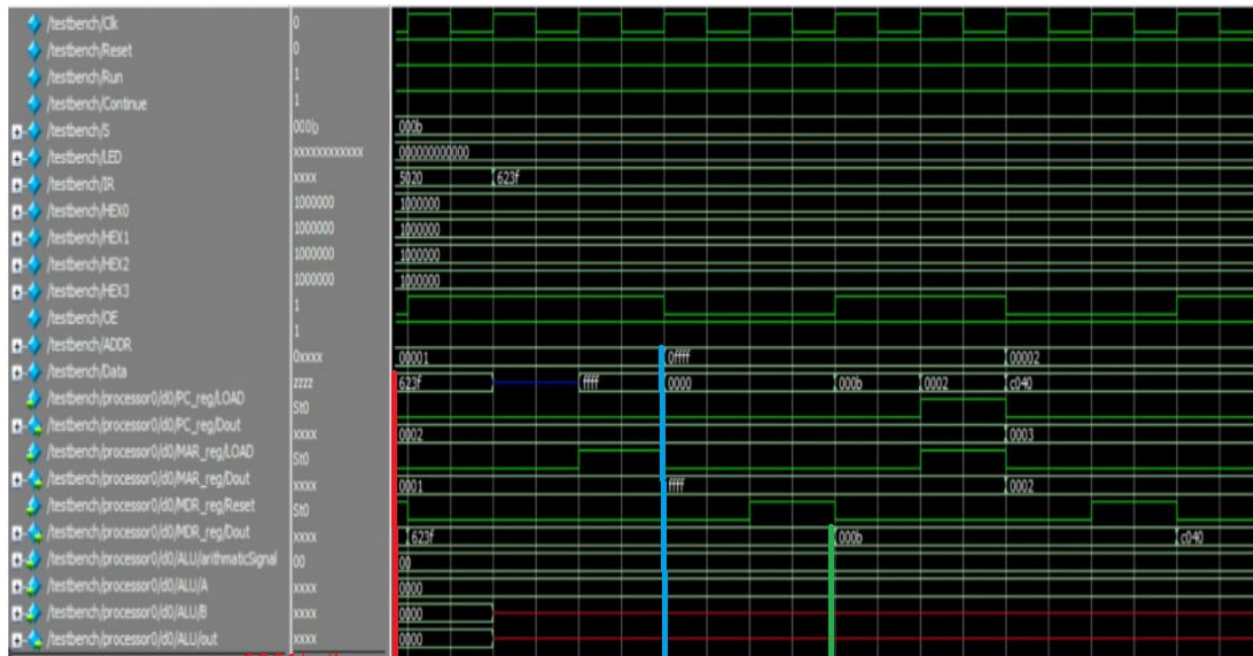 /testbench/Clk 0
/testbench/Reset 0
/testbench/Run 1
/testbench/Continue 1
/testbench/S 000b 000b
/testbench/LED xxxxxxxxxxxx 000000000000
/testbench/IR xxxx 5020 623f
/testbench/HEX0 1000000 1000000
/testbench/HEX1 1000000 1000000
/testbench/HEX2 1000000 1000000
/testbench/HEX3 1000000 1000000
/testbench/OE 1
1
/testbench/ADDR 0xxxx 00001 0ffff 00002
/testbench/Data zzzz 623f ffff 0000 000b 0002 c040
/testbench/processor0/d0/PC_reg/LOAD St0
/testbench/processor0/d0/PC_reg/Dout xxxx 0002 0003
/testbench/processor0/d0/MAR_reg/LOAD St0
/testbench/processor0/d0/MAR_reg/Dout xxxx 0001 ffff 0002
/testbench/processor0/d0/MDR_reg/Reset St0
/testbench/processor0/d0/MDR_reg/Dout xxxx 623f 000b c040
/testbench/processor0/d0/ALU/arithmaticSignal 00 00
/testbench/processor0/d0/ALU/A xxxx 0000
/testbench/processor0/d0/ALU/B xxxx 0000
/testbench/processor0/d0/ALU/out xxxx 0000